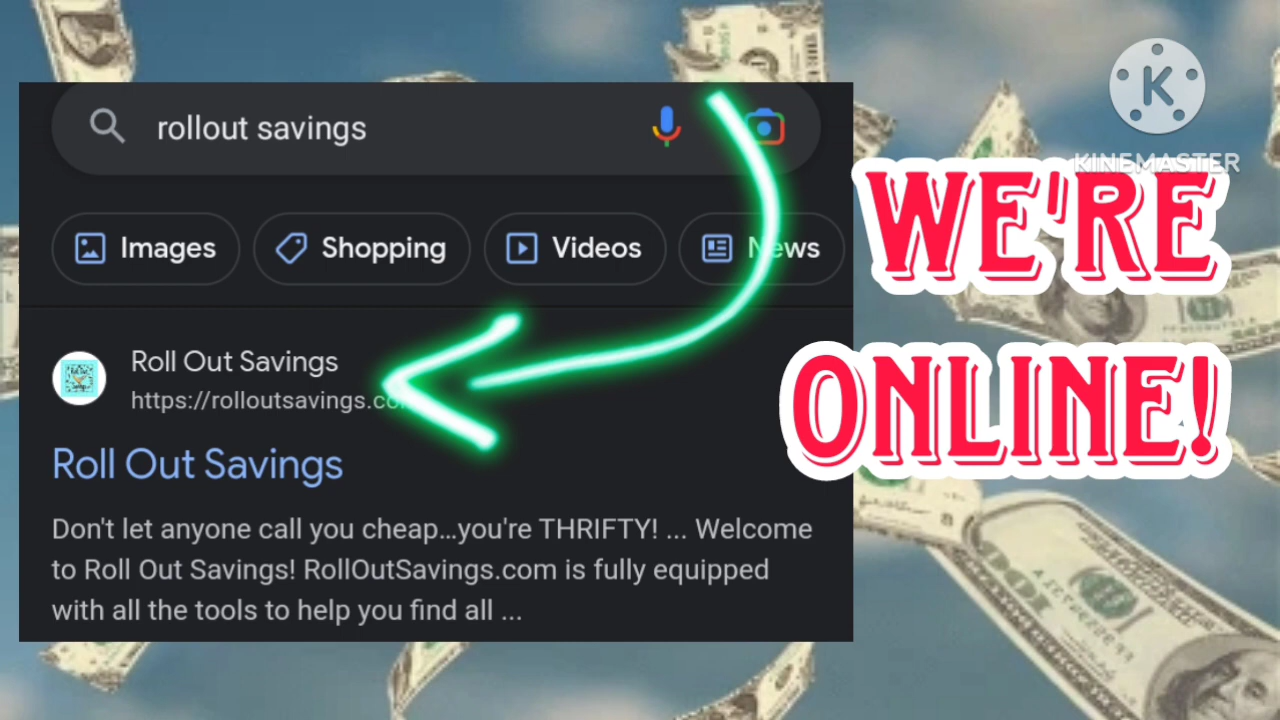 rollout savings
Images Shopping Videos News
Roll Out Savings
https://rolloutsavings.co
Roll Out Savings
Don't let anyone call you cheap...you're THRIFTY! ... Welcome
to Roll Out Savings! RollOutSavings.com is fully equipped
with all the tools to help you find all ...
K
KINEMASTER
WE'RE
ONLINE!
100